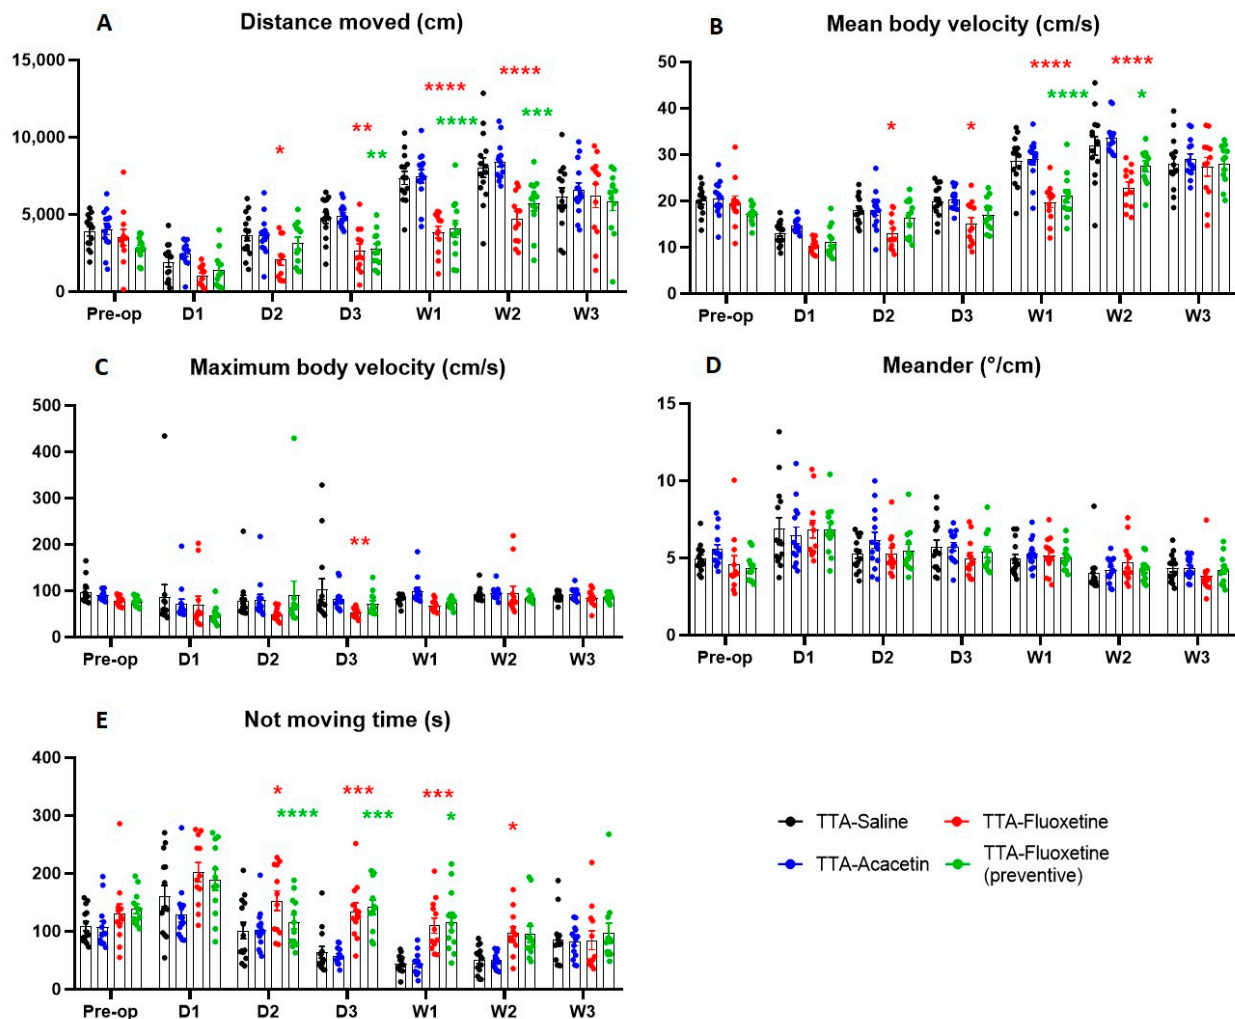 A Distance moved (cm)
15,000
10,000
5,000
0
* ** **** ****
** **** ***
Pre-op D1 D2 D3 W1 W2 W3
B Mean body velocity (cm/s)
50
40
30
20
10
0
* * **** ****
**** *
Pre-op D1 D2 D3 W1 W2 W3
C Maximum body velocity (cm/s)
500
400
300
200
100
0
**
Pre-op D1 D2 D3 W1 W2 W3
D Meander (°/cm)
15
10
5
0
Pre-op D1 D2 D3 W1 W2 W3
E Not moving time (s)
400
300
200
100
0
* *** *** *
**** *** *
Pre-op D1 D2 D3 W1 W2 W3
TTA-Saline TTA-Fluoxetine
TTA-Acacetin TTA-Fluoxetine
(preventive)